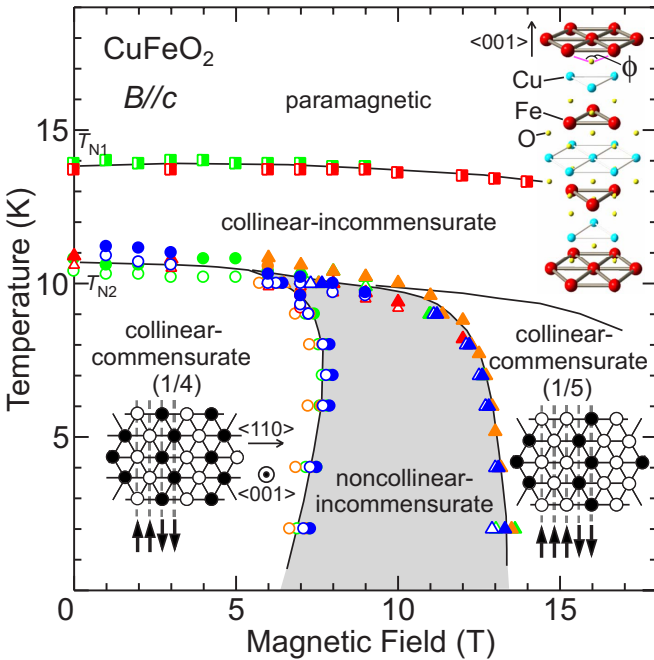 CuFeO2
B//c
paramagnetic
<001>
ϕ
Cu
Fe
O
TN1
collinear-incommensurate
TN2
collinear-
commensurate
(1/4)
<110>
<001>
noncollinear-
incommensurate
collinear-
commensurate
(1/5)
15
10
5
0
5
10
15
Temperature (K)
Magnetic Field (T)